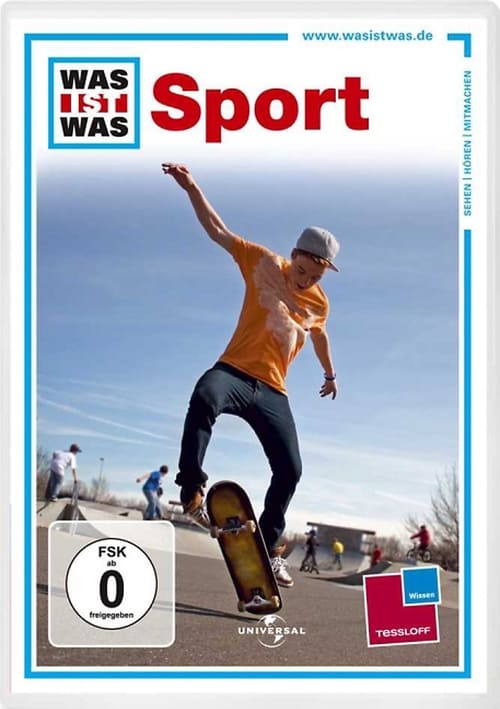 www.wasistwas.de
WAS
IST
WAS
Sport
SEHEN | HÖREN | MITMACHEN
FSK
ab
0
freigegeben
UNIVERSAL
Wissen
TESSLOFF